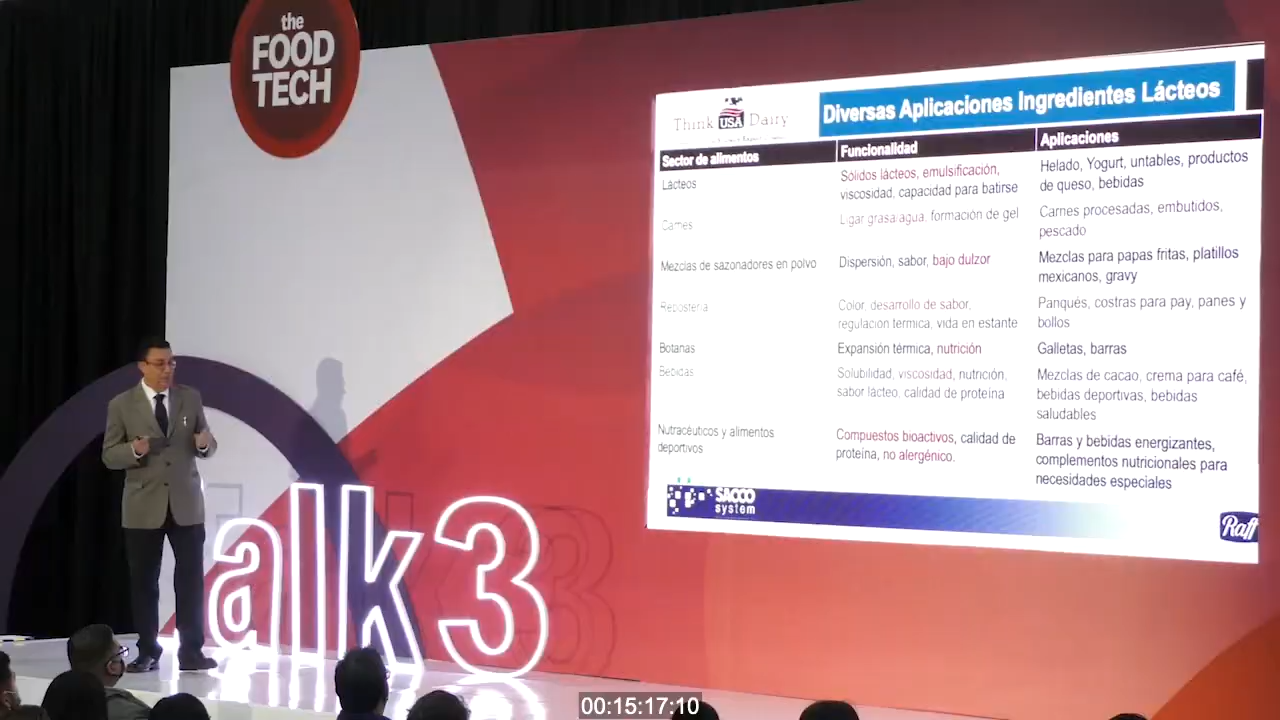 the
FOOD
TECH
Think USA Dairy
Diversas Aplicaciones Ingredientes Lácteos
Sector de alimentos
Funcionalidad
Aplicaciones
Lácteos
Sólidos lácteos, emulsificación,
viscosidad, capacidad para batirse
Helado, Yogurt, untables, productos
de queso, bebidas
Carnes
Ligar grasa/agua, formación de gel
Carnes procesadas, embutidos,
pescado
Mezclas de sazonadores en polvo
Dispersión, sabor, bajo dulzor
Mezclas para papas fritas, platillos
mexicanos, gravy
Repostería
Color, desarrollo de sabor,
regulación térmica, vida en estante
Panqués, costras para pay, panes y
bollos
Botanas
Expansión térmica, nutrición
Galletas, barras
Bebidas
Solubilidad, viscosidad, nutrición,
sabor lácteo, calidad de proteína
Mezclas de cacao, crema para café,
bebidas deportivas, bebidas
saludables
Nutracéuticos y alimentos
deportivos
Compuestos bioactivos, calidad de
proteína, no alergénico.
Barras y bebidas energizantes,
complementos nutricionales para
necesidades especiales
SACCO
system
Raff
alk3
00:15:17:10